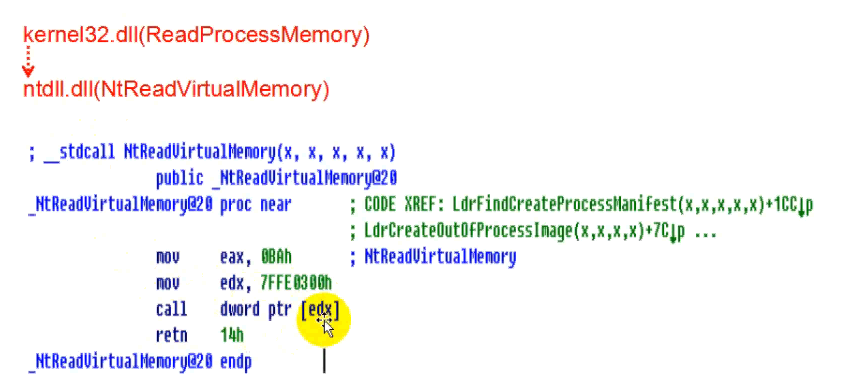 kernel32.dll(ReadProcessMemory)
ntdll.dll(NtReadVirtualMemory)
; __stdcall NtReadVirtualMemory(x, x, x, x, x)
public _NtReadVirtualMemory@20
_NtReadVirtualMemory@20 proc near ; CODE XREF: LdrFindCreateProcessManifest(x,x,x,x,x)+1CC↓p
; LdrCreateOutOfProcessImage(x,x,x,x)+7C↓p ...
mov eax, 0BAh ; NtReadVirtualMemory
mov edx, 7FFE0300h
call dword ptr [edx]
retn 14h
_NtReadVirtualMemory@20 endp